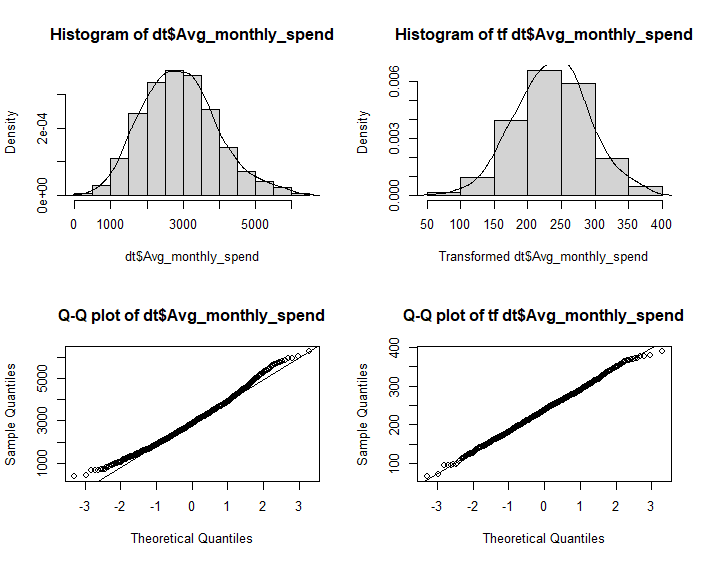 Histogram of dt$Avg_monthly_spend
Density
0e+00 2e-04
0 1000 3000 5000
dt$Avg_monthly_spend
Histogram of tf dt$Avg_monthly_spend
Density
0.000 0.003 0.006
50 100 150 200 250 300 350 400
Transformed dt$Avg_monthly_spend
Q-Q plot of dt$Avg_monthly_spend
Sample Quantiles
1000 3000 5000
-3 -2 -1 0 1 2 3
Theoretical Quantiles
Q-Q plot of tf dt$Avg_monthly_spend
Sample Quantiles
100 200 300 400
-3 -2 -1 0 1 2 3
Theoretical Quantiles